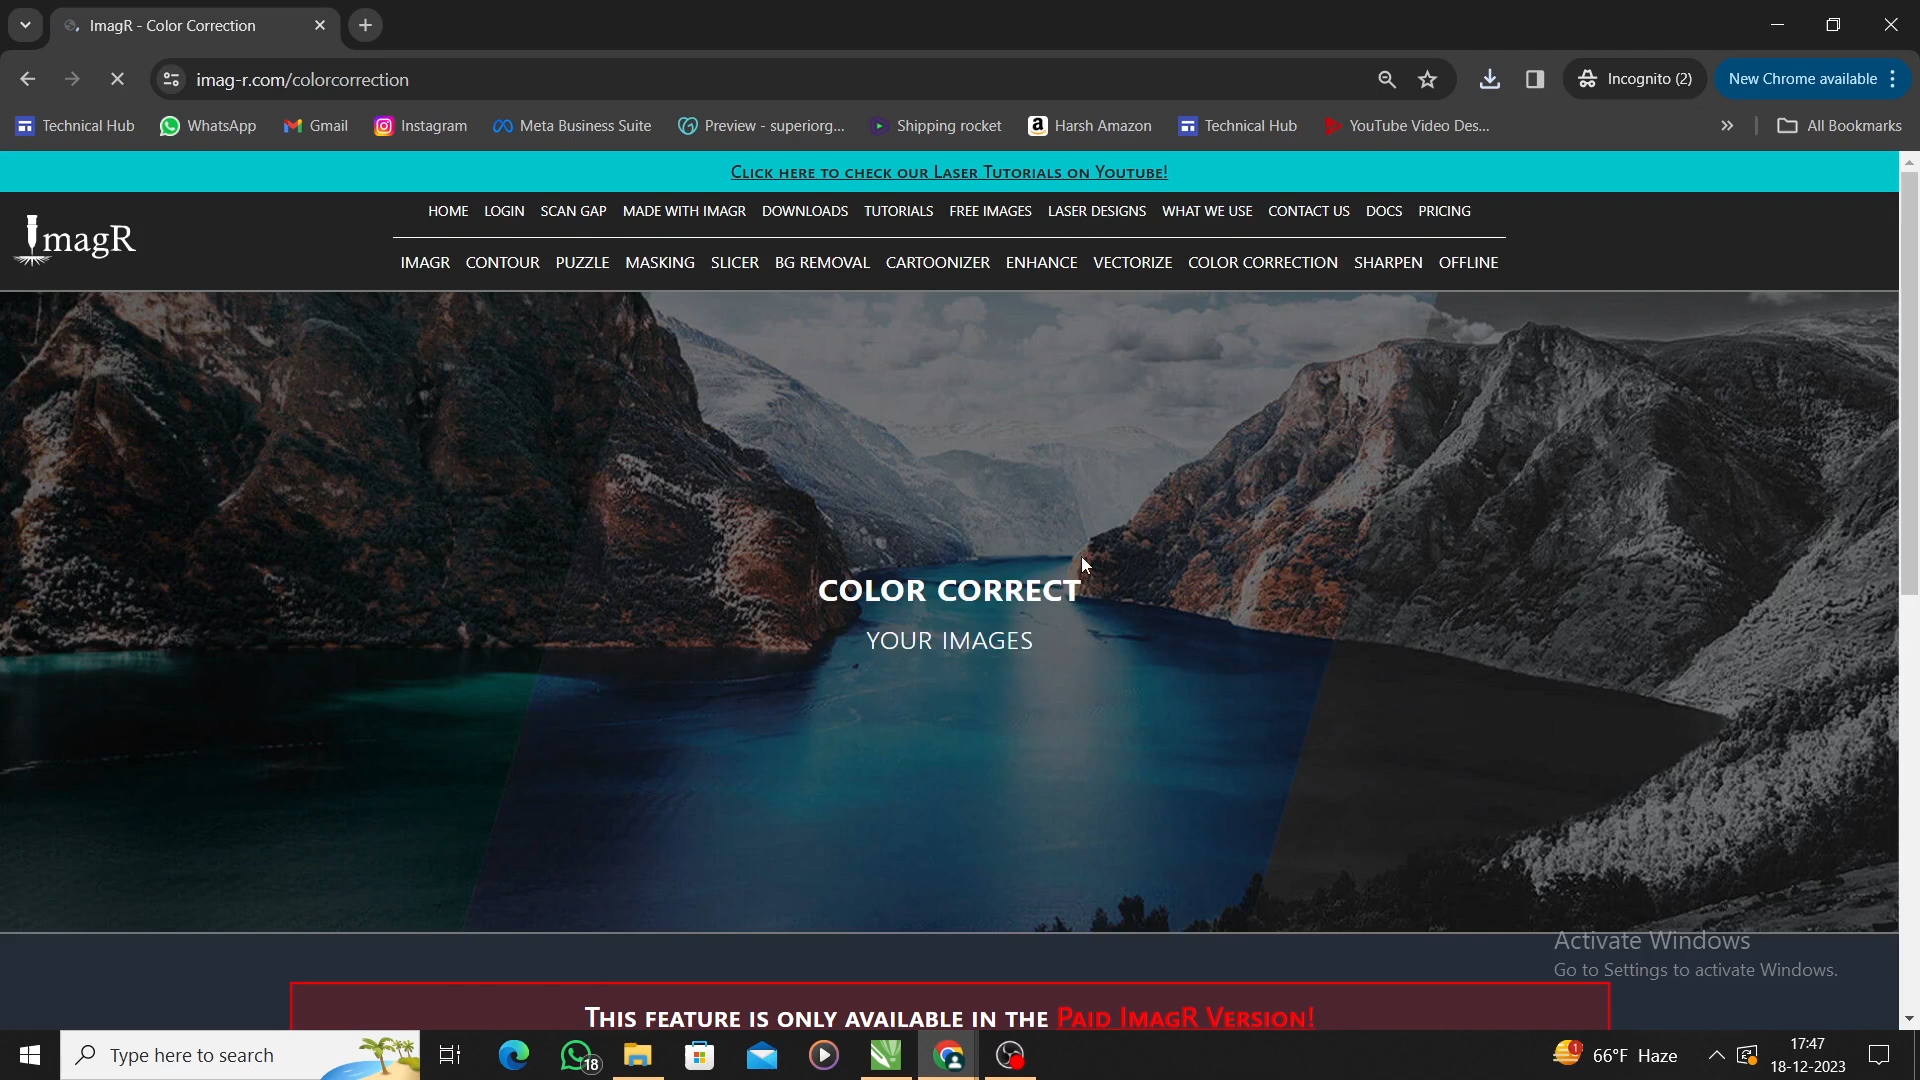 ImagR - Color Correction
imag-r.com/colorcorrection
Incognito (2)
New Chrome available
Technical Hub WhatsApp Gmail Instagram Meta Business Suite Preview - superiorg... Shipping rocket Harsh Amazon Technical Hub YouTube Video Des... » All Bookmarks
CLICK HERE TO CHECK OUR LASER TUTORIALS ON YOUTUBE!
HOME LOGIN SCAN GAP MADE WITH IMAGR DOWNLOADS TUTORIALS FREE IMAGES LASER DESIGNS WHAT WE USE CONTACT US DOCS PRICING
ImagR
IMAGR CONTOUR PUZZLE MASKING SLICER BG REMOVAL CARTOONIZER ENHANCE VECTORIZE COLOR CORRECTION SHARPEN OFFLINE
COLOR CORRECT
YOUR IMAGES
Activate Windows
Go to Settings to activate Windows.
THIS FEATURE IS ONLY AVAILABLE IN THE PAID IMAGR VERSION!
Type here to search
18
1
66°F Haze
17:47
18-12-2023